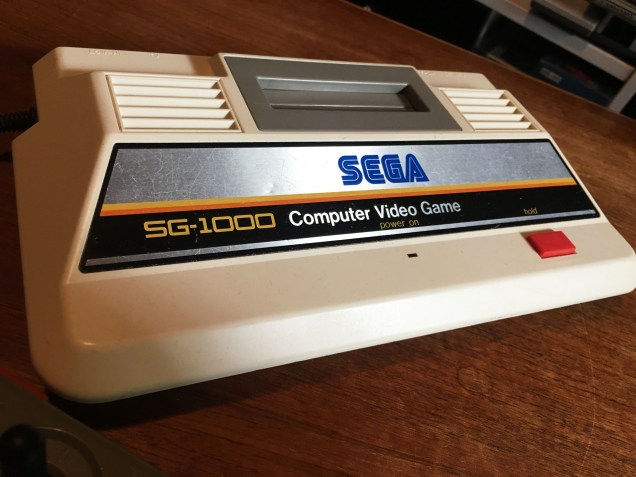 SEGA
SG-1000 Computer Video Game
power on
hold